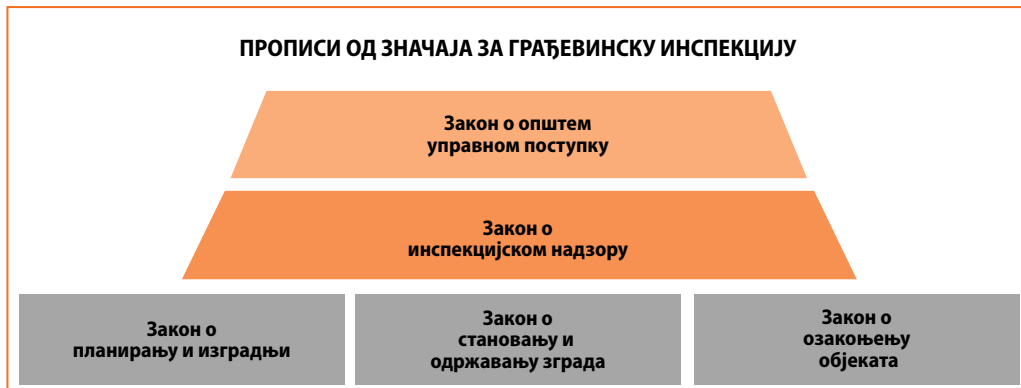 ПРОПИСИ ОД ЗНАЧАЈА ЗА ГРАЂЕВИНСКУ ИНСПЕКЦИЈУ
Закон о општем
управном поступку
Закон о
инспекцијском надзору
Закон о
планирању и изградњи
Закон о
становању и
одржавању зграда
Закон о
озакоњењу
објеката